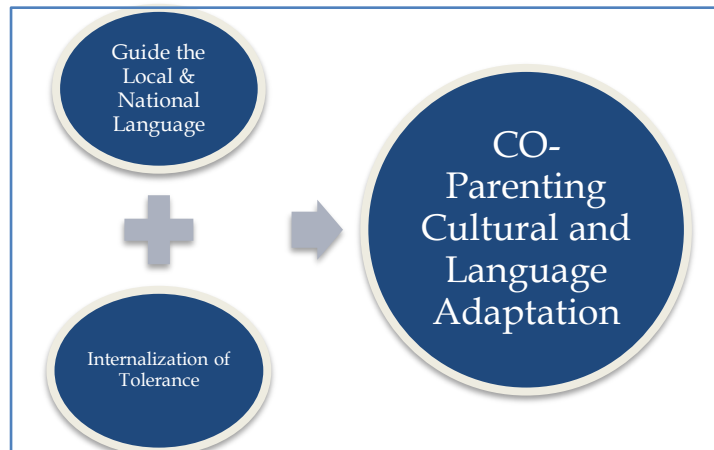 Guide the
Local &
National
Language
Internalization of
Tolerance
CO-
Parenting
Cultural and
Language
Adaptation